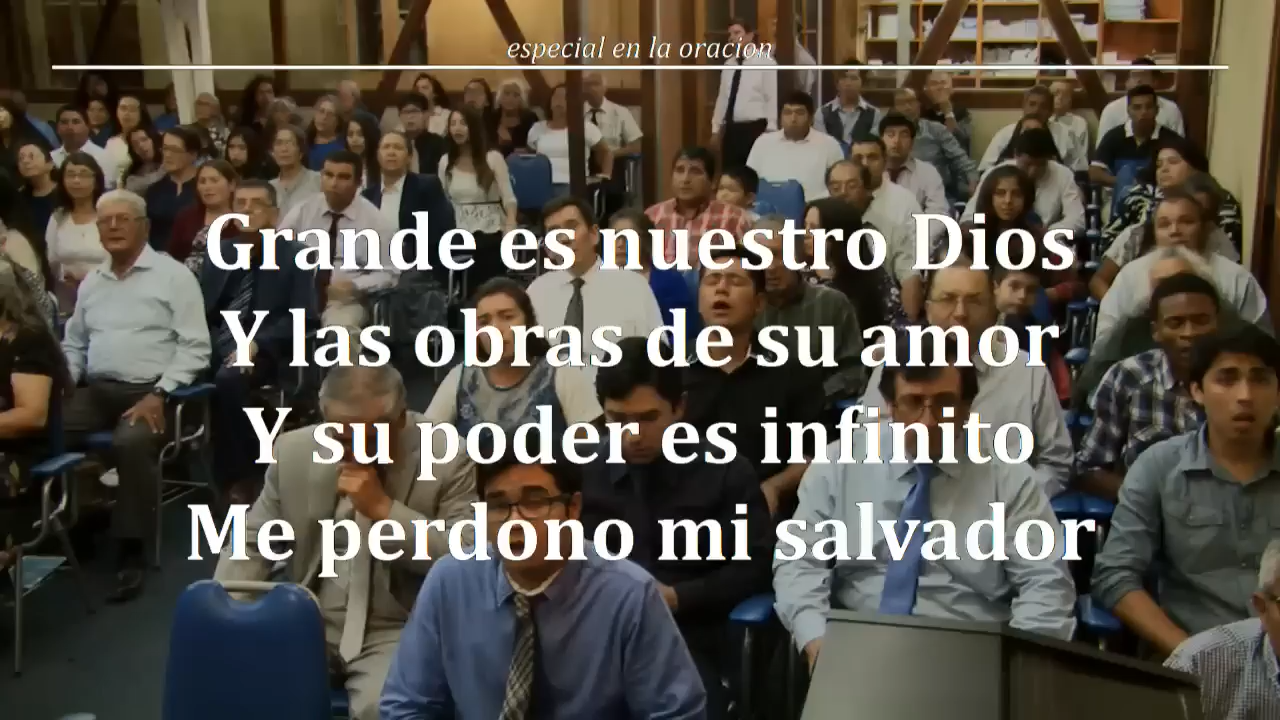 especial en la oracion
Grande es nuestro Dios
Y las obras de su amor
Y su poder es infinito
Me perdono mi salvador